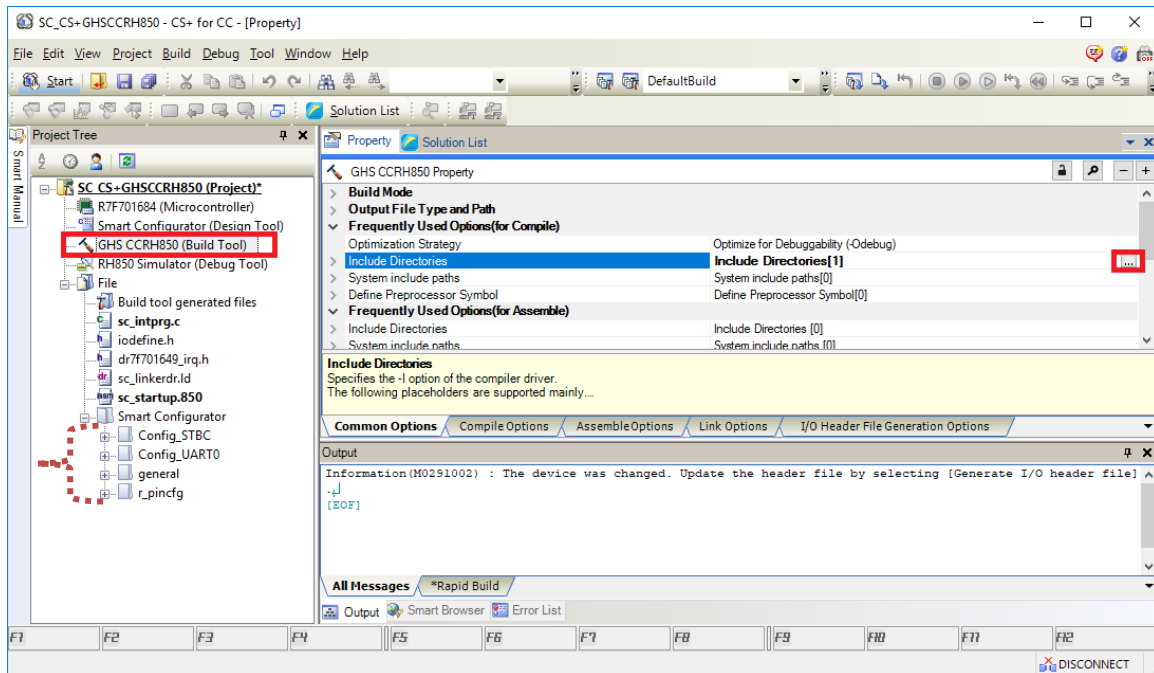 SC_CS+GHSCCRH850 - CS+ for CC - [Property]
File Edit View Project Build Debug Tool Window Help
Start DefaultBuild
Solution List
Smart Manual
Project Tree
SC_CS+GHSCCRH850 (Project)*
R7F701684 (Microcontroller)
Smart Configurator (Design Tool)
GHS CCRH850 (Build Tool)
RH850 Simulator (Debug Tool)
File
Build tool generated files
sc_intprg.c
iodefine.h
dr7f701649_irq.h
sc_linkerdr.ld
sc_startup.850
Smart Configurator
Config_STBC
Config_UART0
general
r_pincfg
Property Solution List
GHS CCRH850 Property
Build Mode
Output File Type and Path
Frequently Used Options(for Compile)
Optimization Strategy Optimize for Debuggability (-Odebug)
Include Directories Include Directories[1] ...
System include paths System include paths[0]
Define Preprocessor Symbol Define Preprocessor Symbol[0]
Frequently Used Options(for Assemble)
Include Directories Include Directories [0]
System include paths System include paths [0]
Include Directories
Specifies the -I option of the compiler driver.
The following placeholders are supported mainly....
Common Options Compile Options Assemble Options Link Options I/O Header File Generation Options
Output
Information(M0291002) : The device was changed. Update the header file by selecting [Generate I/O header file]
.↵
[EOF]
All Messages *Rapid Build
Output Smart Browser Error List
F1 F2 F3 F4 F5 F6 F7 F8 F9 F10 F11 F12
DISCONNECT